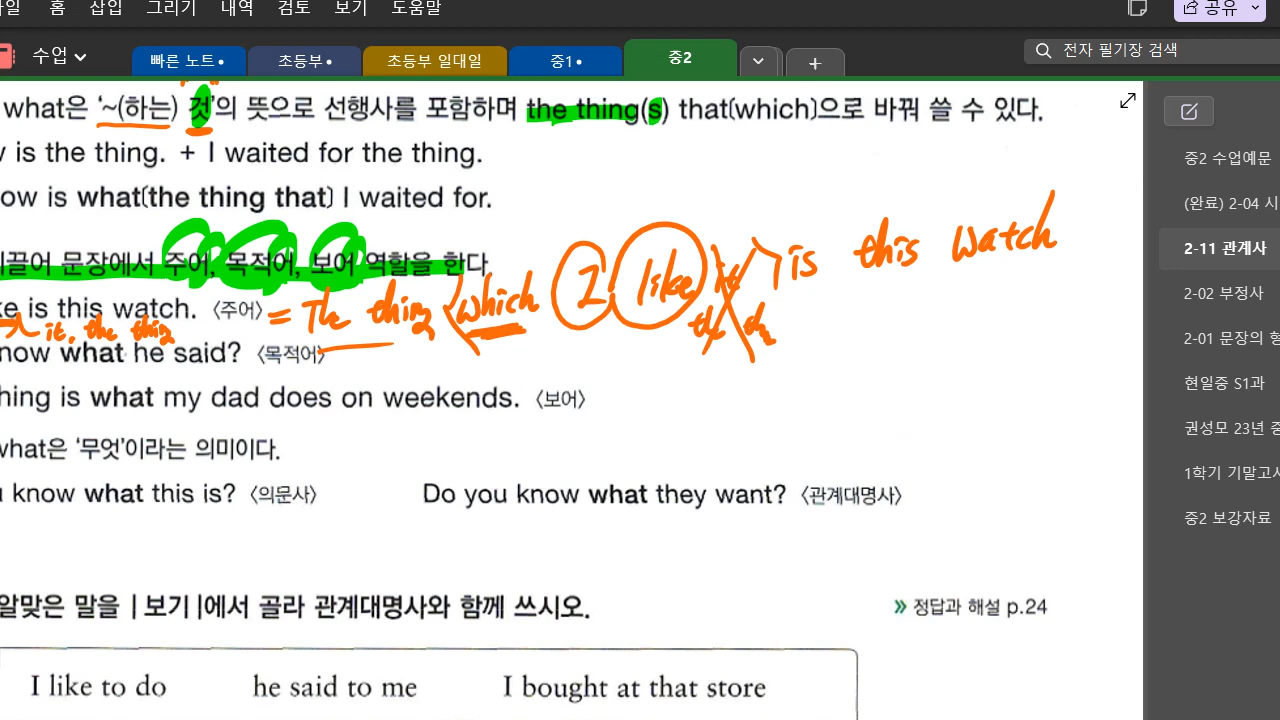 파일 홈 삽입 그리기 내역 검토 보기 도움말 공유
수업 빠른 노트 초등부 초등부 일대일 중1 중2 + 전자 필기장 검색
what은 '~(하는) 것'의 뜻으로 선행사를 포함하며 the thing(s) that(which)으로 바꿔 쓸 수 있다.
is the thing. + I waited for the thing.
ow is what(the thing that) I waited for.
이끌어 문장에서 주어, 목적어, 보어 역할을 한다
ke is this watch. 〈주어〉 = The thing which I like it is this watch
it, the thing
now what he said? 〈목적어〉
hing is what my dad does on weekends. 〈보어〉
what은 '무엇'이라는 의미이다.
know what this is? 〈의문사〉 Do you know what they want? 〈관계대명사〉
알맞은 말을 |보기|에서 골라 관계대명사와 함께 쓰시오. » 정답과 해설 p.24
I like to do he said to me I bought at that store
중2 수업예문
(완료) 2-04 시
2-11 관계사
2-02 부정사
2-01 문장의 형
현일중 S1과
권성모 23년 중
1학기 기말고사
중2 보강자료